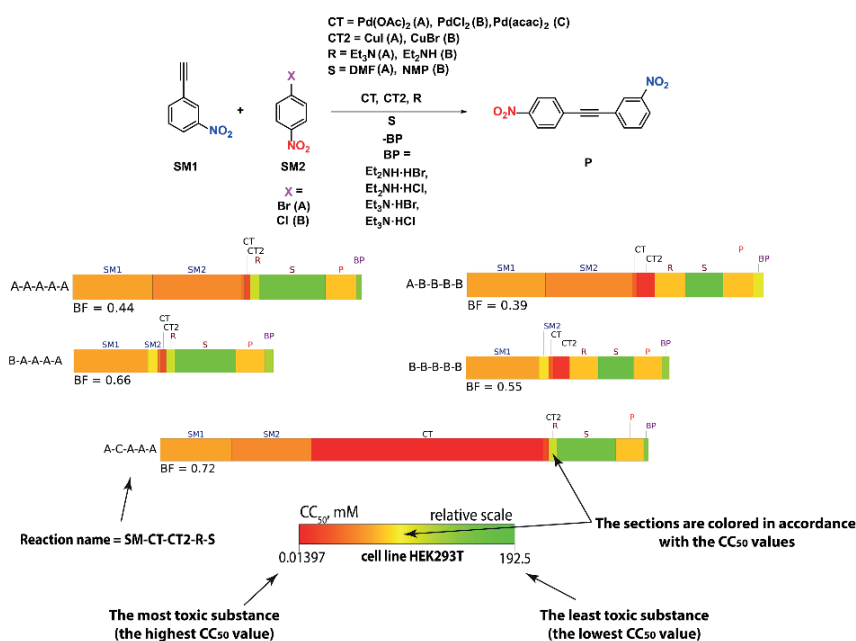 CT = Pd(OAc)₂ (A), PdCl₂ (B),Pd(acac)₂ (C)
CT2 = CuI (A), CuBr (B)
R = Et₃N (A), Et₂NH (B)
S = DMF (A), NMP (B)
X
CT, CT2, R
NO₂
O₂N
+
S
-BP
BP =
NO₂
NO₂
SM1
SM2
P
Et₂NH·HBr,
Et₂NH·HCl,
Et₃N·HBr,
Et₃N·HCl
X
=
Br (A)
Cl (B)
CT
CT2
SM1
SM2
R
S
P
BP
A-A-A-A-A
BF = 0.44
P
CT
CT2
SM1
SM2
R
S
BP
A-B-B-B-B
BF = 0.39
CT
CT2
SM1
SM2
R
S
P
BP
B-A-A-A-A
BF = 0.66
SM2
CT
CT2
SM1
R
S
P
BP
B-B-B-B-B
BF = 0.55
CT2
P
SM1
SM2
CT
R
S
BP
A-C-A-A-A
BF = 0.72
CC₅₀, mM
relative scale
cell line HEK293T
0.01397
192.5
Reaction name = SM-CT-CT2-R-S
The sections are colored in accordance
with the CC₅₀ values
The most toxic substance
(the highest CC₅₀ value)
The least toxic substance
(the lowest CC₅₀ value)